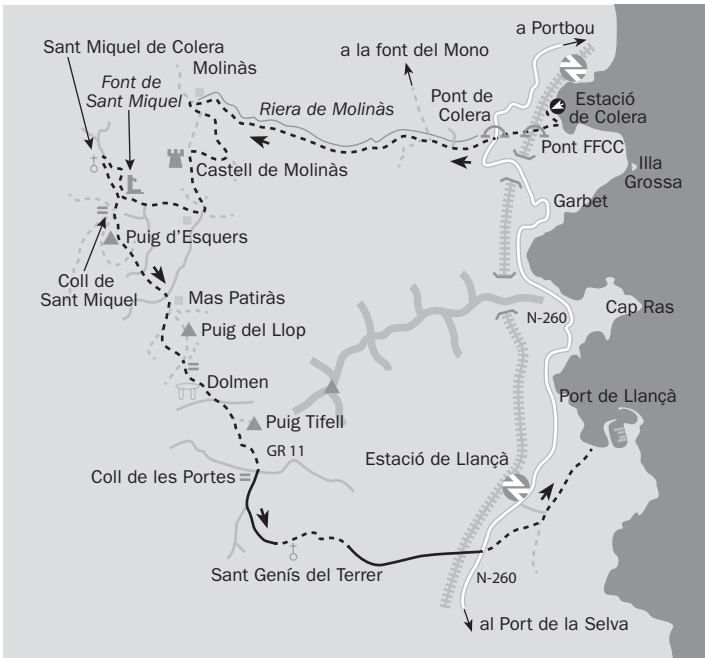 a Portbou
Sant Miquel de Colera
a la font del Mono
Molinàs
Font de
Sant Miquel
Riera de Molinàs
Pont de
Colera
Estació
de Colera
Pont FFCC
Castell de Molinàs
Illa
Grossa
Garbet
Puig d'Esquers
Coll de
Sant Miquel
Mas Patiràs
Cap Ras
N-260
Puig del Llop
Dolmen
Port de Llançà
Puig Tifell
GR 11
Estació de Llançà
Coll de les Portes
Sant Genís del Terrer
N-260
al Port de la Selva